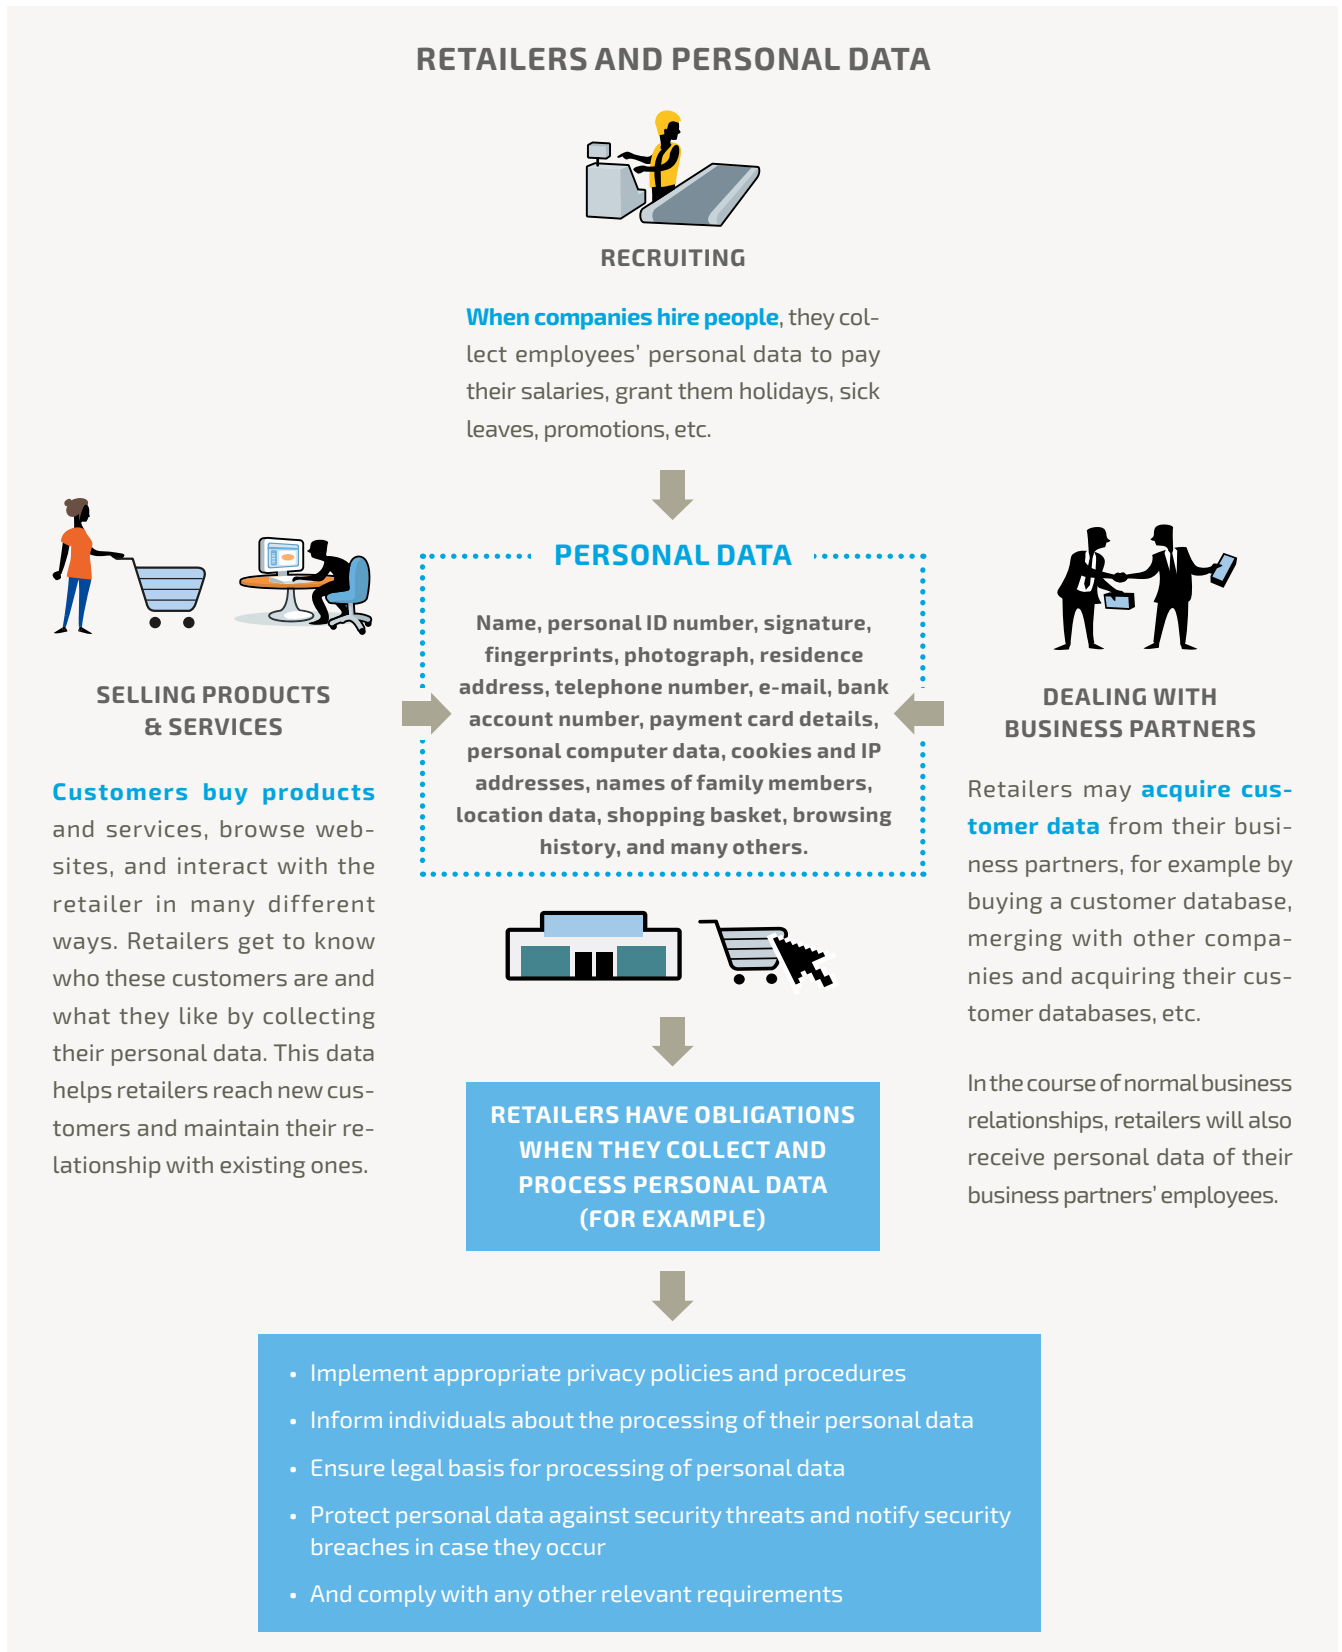 RETAILERS AND PERSONAL DATA
RECRUITING
When companies hire people, they col-
lect employees’ personal data to pay
their salaries, grant them holidays, sick
leaves, promotions, etc.
SELLING PRODUCTS
& SERVICES
Customers buy products
and services, browse web-
sites, and interact with the
retailer in many different
ways. Retailers get to know
who these customers are and
what they like by collecting
their personal data. This data
helps retailers reach new cus-
tomers and maintain their re-
lationship with existing ones.
PERSONAL DATA
Name, personal ID number, signature,
fingerprints, photograph, residence
address, telephone number, e-mail, bank
account number, payment card details,
personal computer data, cookies and IP
addresses, names of family members,
location data, shopping basket, browsing
history, and many others.
DEALING WITH
BUSINESS PARTNERS
Retailers may acquire cus-
tomer data from their busi-
ness partners, for example by
buying a customer database,
merging with other compa-
nies and acquiring their cus-
tomer databases, etc.
In the course of normal business
relationships, retailers will also
receive personal data of their
business partners’ employees.
RETAILERS HAVE OBLIGATIONS
WHEN THEY COLLECT AND
PROCESS PERSONAL DATA
(FOR EXAMPLE)
• Implement appropriate privacy policies and procedures
• Inform individuals about the processing of their personal data
• Ensure legal basis for processing of personal data
• Protect personal data against security threats and notify security
breaches in case they occur
• And comply with any other relevant requirements